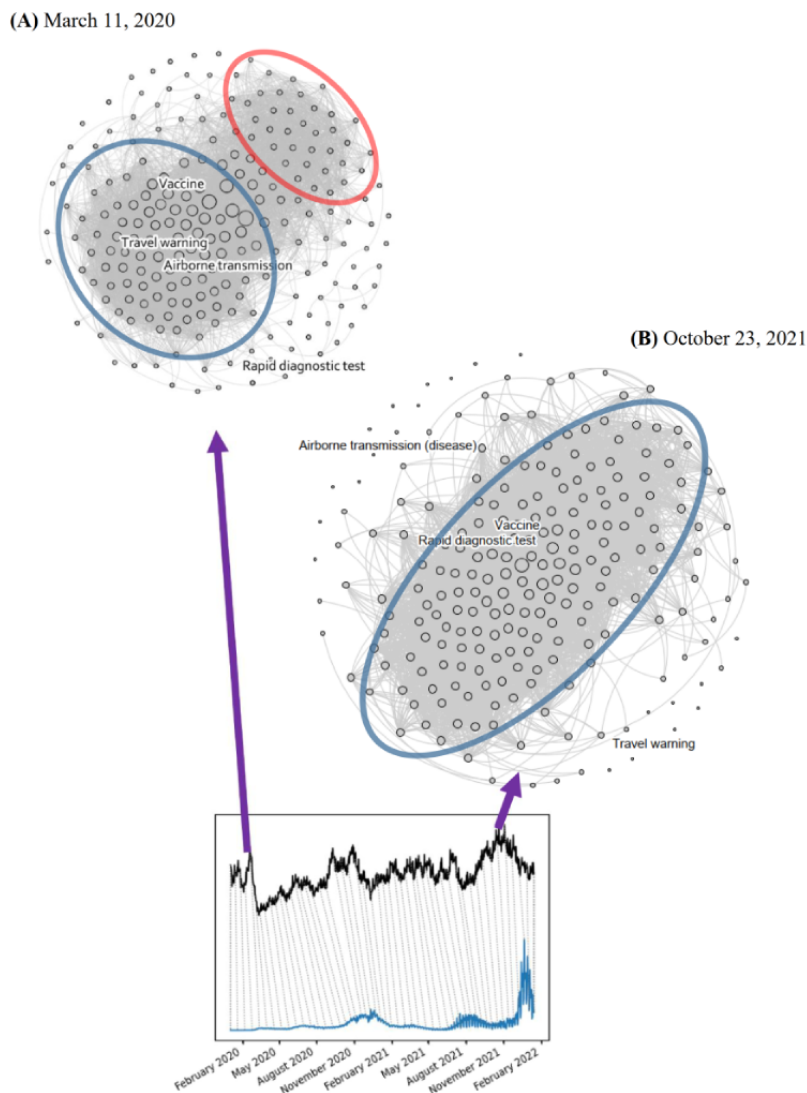 (A) March 11, 2020
Vaccine
Travel warning
Airborne transmission
Rapid diagnostic test
(B) October 23, 2021
Airborne transmission (disease)
Vaccine
Rapid diagnostic test
Travel warning
February 2020
May 2020
August 2020
November 2020
February 2021
May 2021
August 2021
November 2021
February 2022